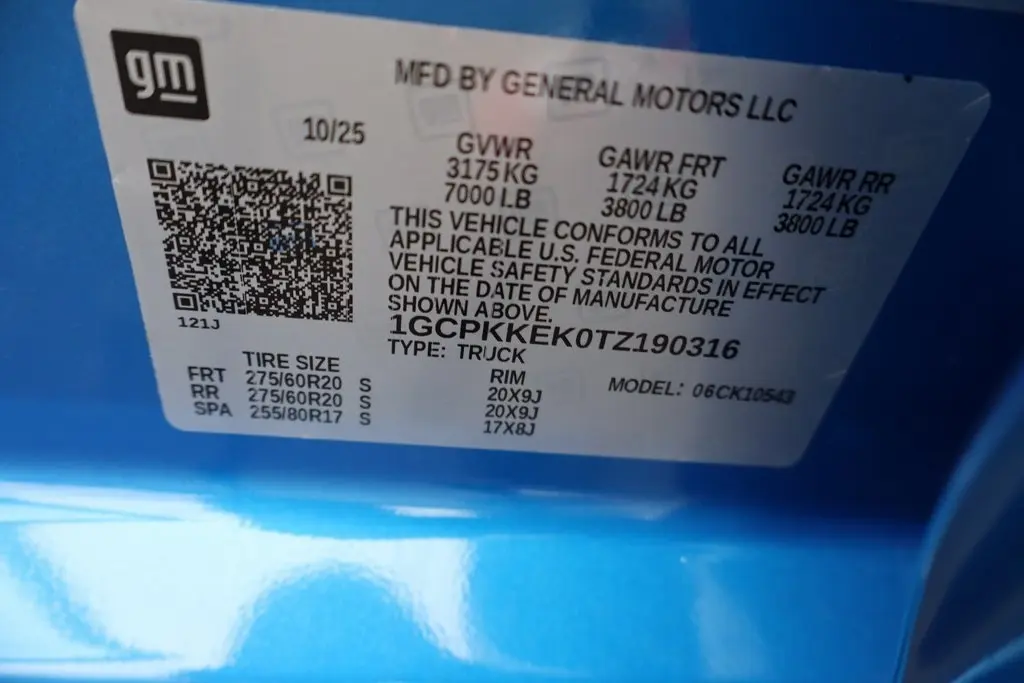 gm
MFD BY GENERAL MOTORS LLC
10/25
GVWR
3175 KG
7000 LB
GAWR FRT
1724 KG
3800 LB
GAWR RR
1724 KG
3800 LB
THIS VEHICLE CONFORMS TO ALL
APPLICABLE U.S. FEDERAL MOTOR
VEHICLE SAFETY STANDARDS IN EFFECT
ON THE DATE OF MANUFACTURE
SHOWN ABOVE.
1GCPKKEK0TZ190316
TYPE: TRUCK
121J
TIRE SIZE RIM
FRT 275/60R20 S 20X9J
RR 275/60R20 S 20X9J
SPA 255/80R17 S 17X8J
MODEL: 06CK10543